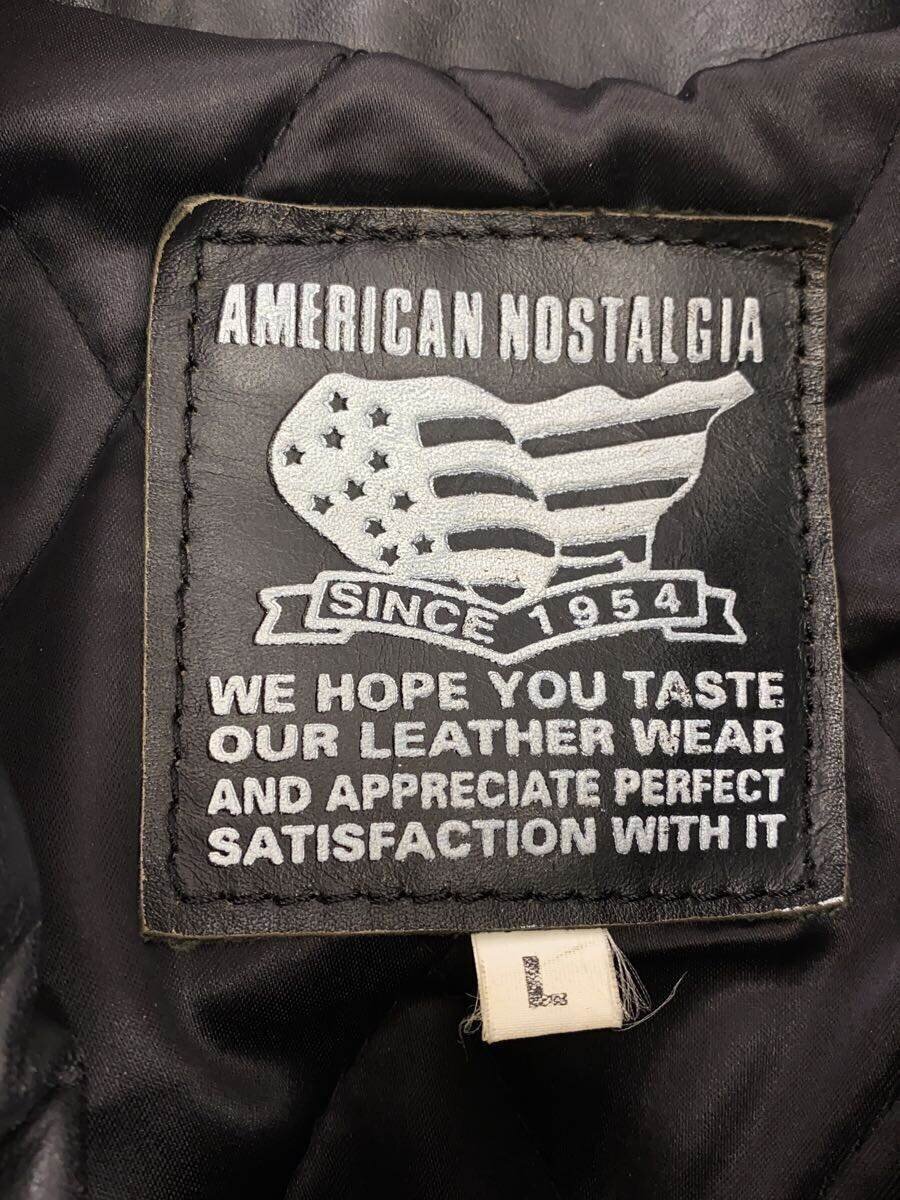 AMERICAN NOSTALGIA
SINCE 1954
WE HOPE YOU TASTE
OUR LEATHER WEAR
AND APPRECIATE PERFECT
SATISFACTION WITH IT
L